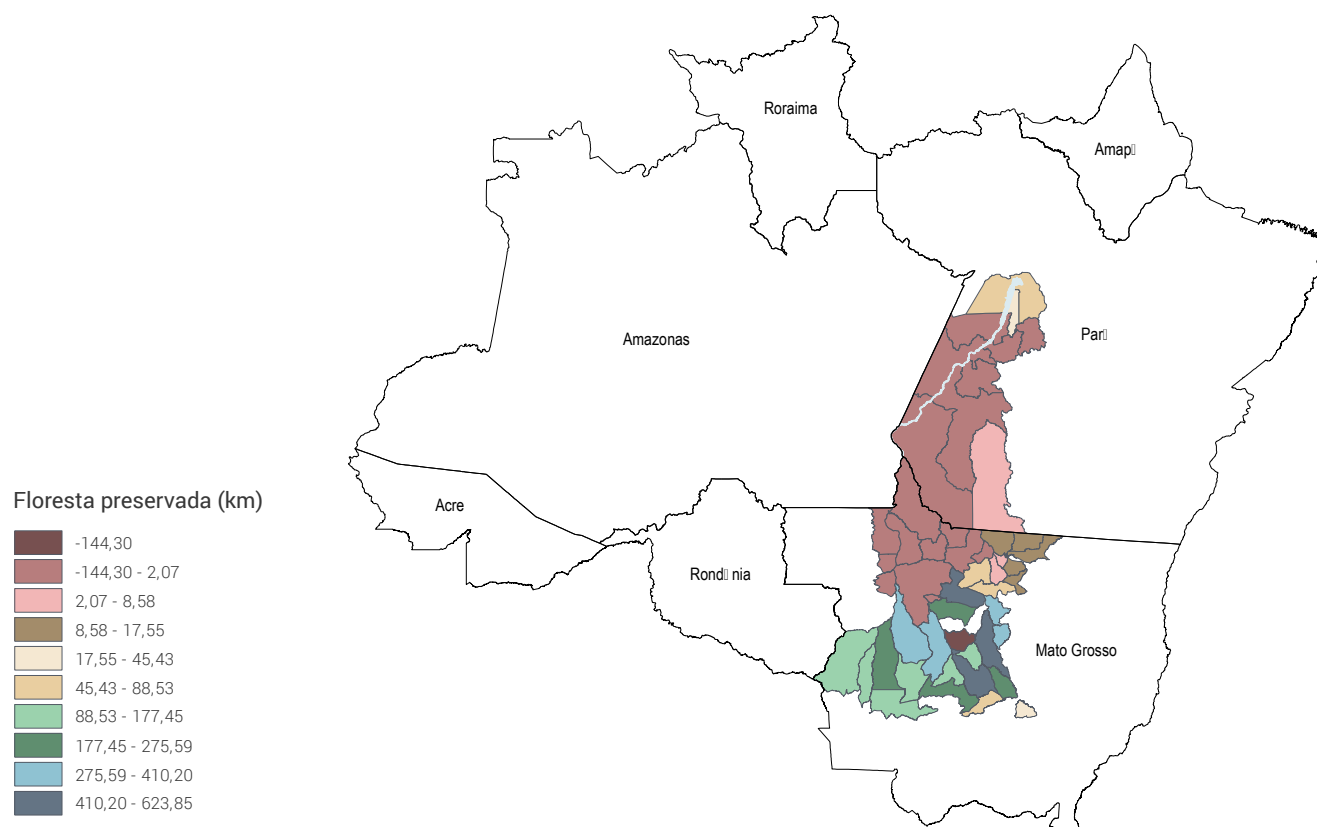 Roraima
Amap▯
Amazonas
Par▯
Acre
Rond▯nia
Mato Grosso
Floresta preservada (km)
-144,30
-144,30 - 2,07
2,07 - 8,58
8,58 - 17,55
17,55 - 45,43
45,43 - 88,53
88,53 - 177,45
177,45 - 275,59
275,59 - 410,20
410,20 - 623,85